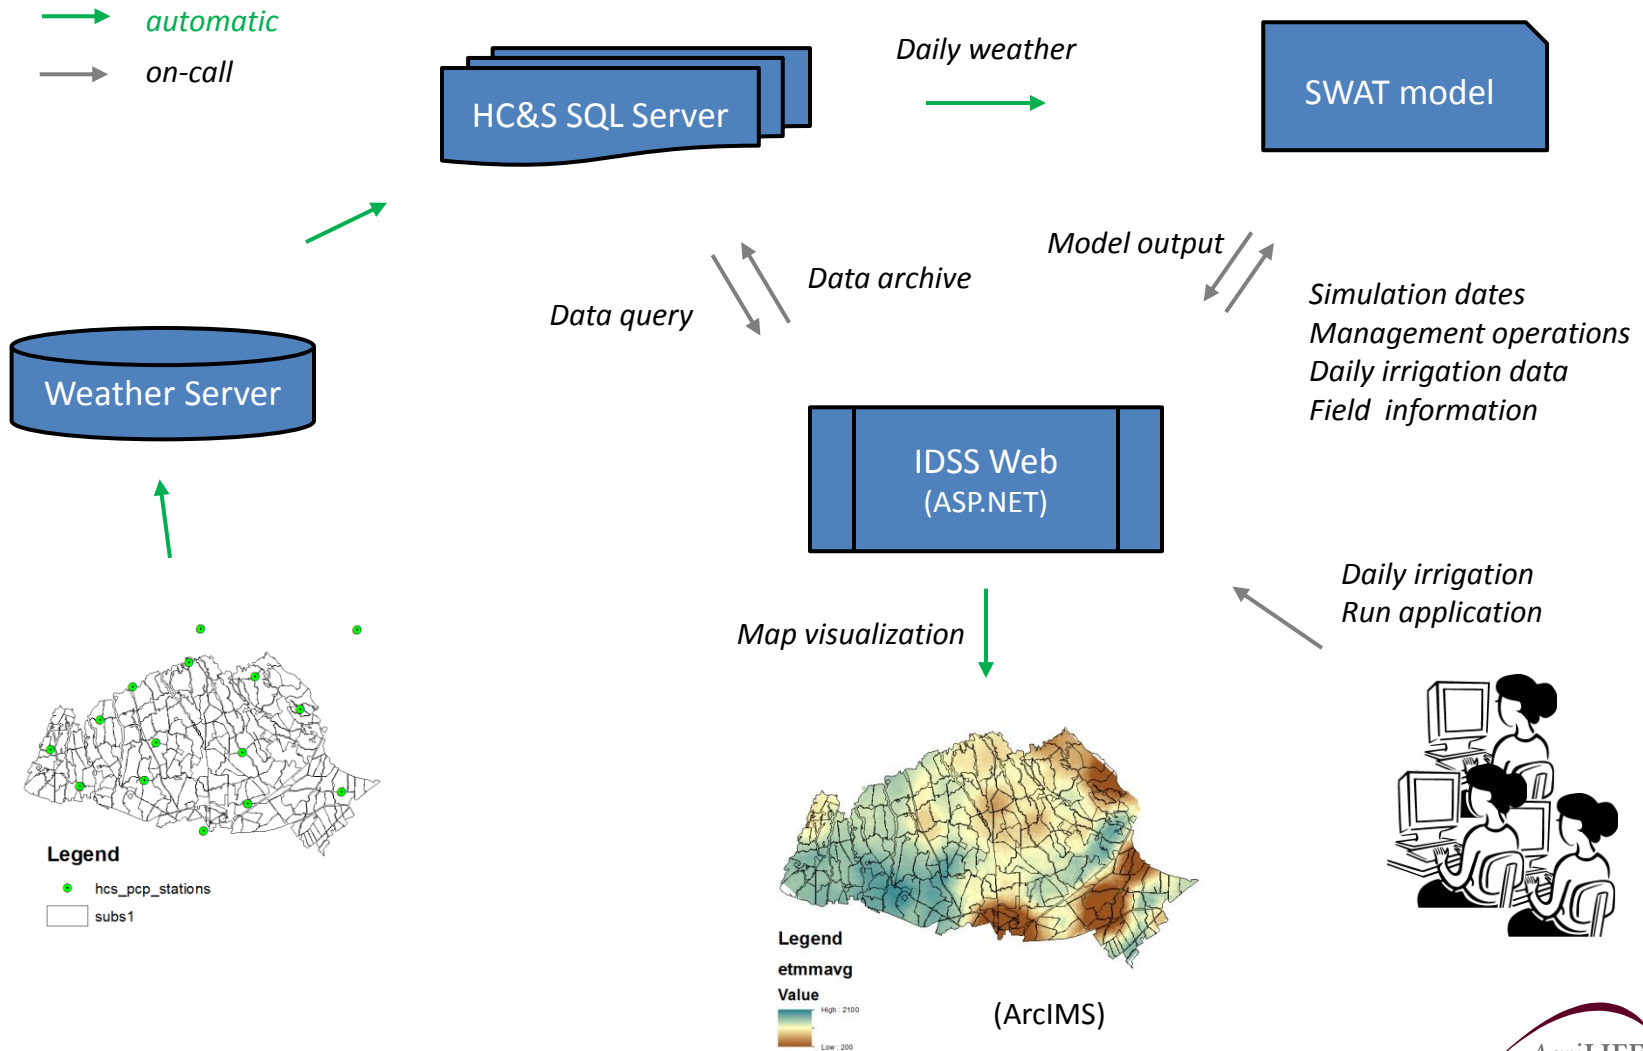 automatic
on-call
HC&S SQL Server
Daily weather
SWAT model
Data query
Data archive
Model output
Simulation dates
Management operations
Daily irrigation data
Field information
Weather Server
IDSS Web
(ASP.NET)
Daily irrigation
Run application
Map visualization
Legend
hcs_pcp_stations
subs1
Legend
etmmavg
Value
High : 2100
Low : 200
(ArcIMS)